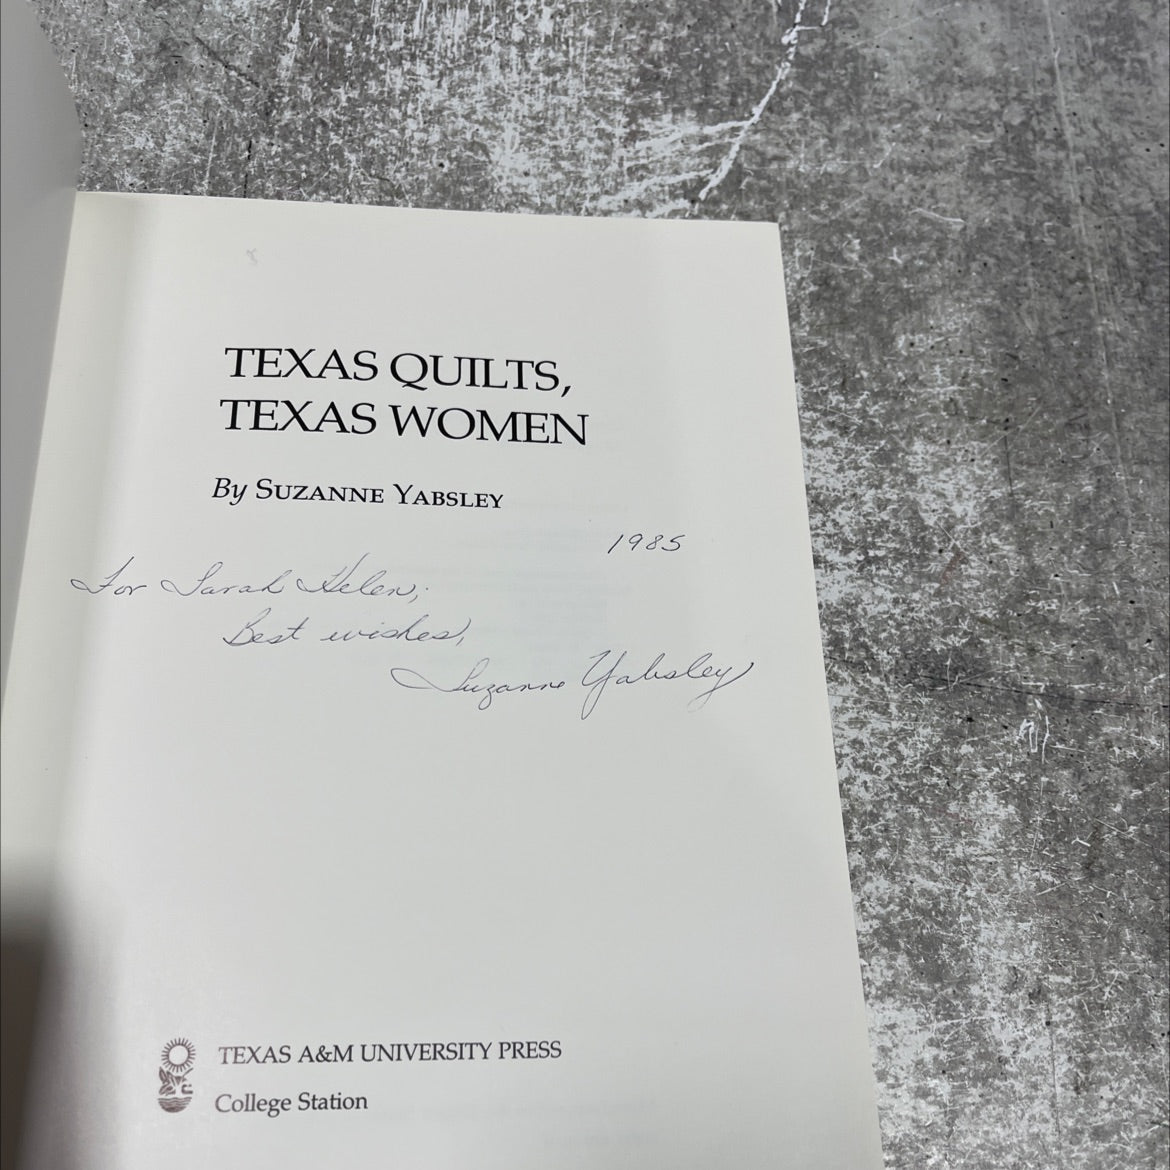 TEXAS QUILTS,
TEXAS WOMEN
By SUZANNE YABSLEY
1985
For Sarah Helen,
Best wishes,
Suzanne Yabsley
TEXAS A&M UNIVERSITY PRESS
College Station